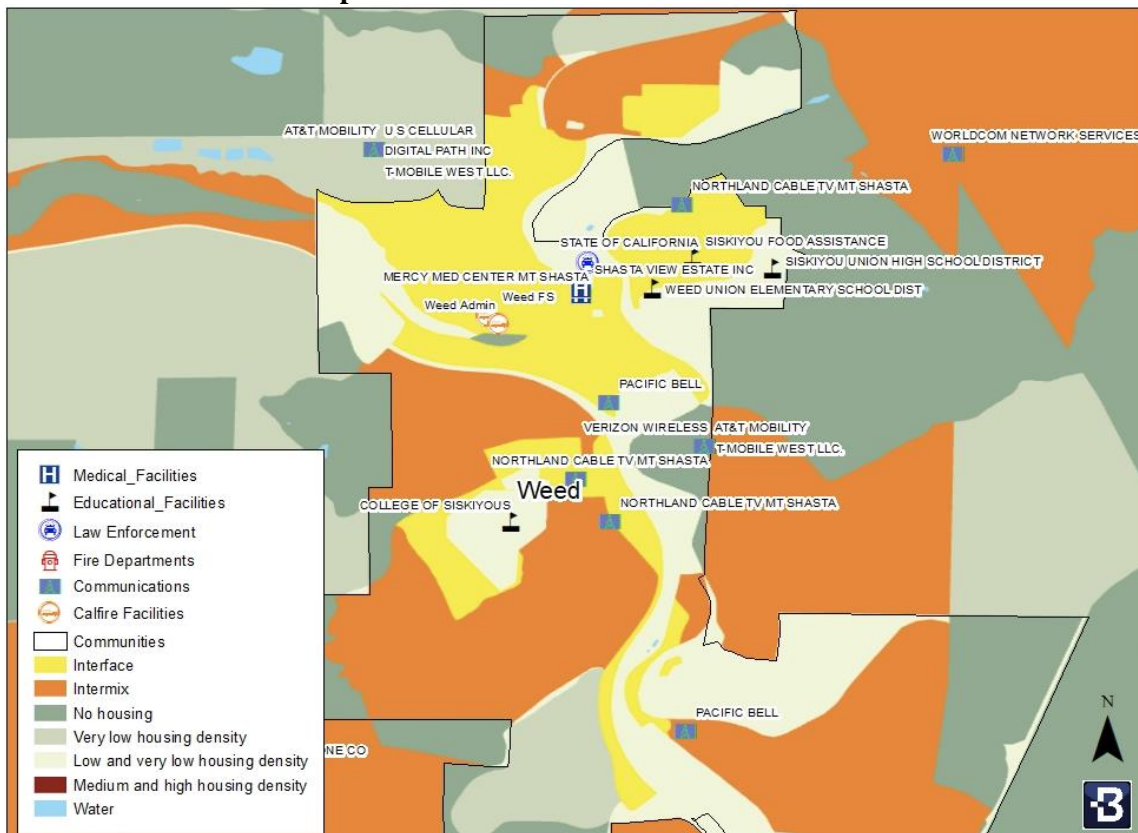 AT&T MOBILITY U S CELLULAR
DIGITAL PATH INC
T-MOBILE WEST LLC.
WORLDCOM NETWORK SERVICES
NORTHLAND CABLE TV MT SHASTA
STATE OF CALIFORNIA SISKIYOU FOOD ASSISTANCE
SISKIYOU UNION HIGH SCHOOL DISTRICT
MERCY MED CENTER MT SHASTA SHASTA VIEW ESTATE INC
WEED UNION ELEMENTARY SCHOOL DIST
Weed Admin Weed FS
PACIFIC BELL
VERIZON WIRELESS AT&T MOBILITY
T-MOBILE WEST LLC.
NORTHLAND CABLE TV MT SHASTA
Weed
COLLEGE OF SISKIYOUS
NORTHLAND CABLE TV MT SHASTA
PACIFIC BELL
ONE CO
H Medical_Facilities
Educational_Facilities
Law Enforcement
Fire Departments
Communications
Calfire Facilities
Communities
Interface
Intermix
No housing
Very low housing density
Low and very low housing density
Medium and high housing density
Water
N
B
H